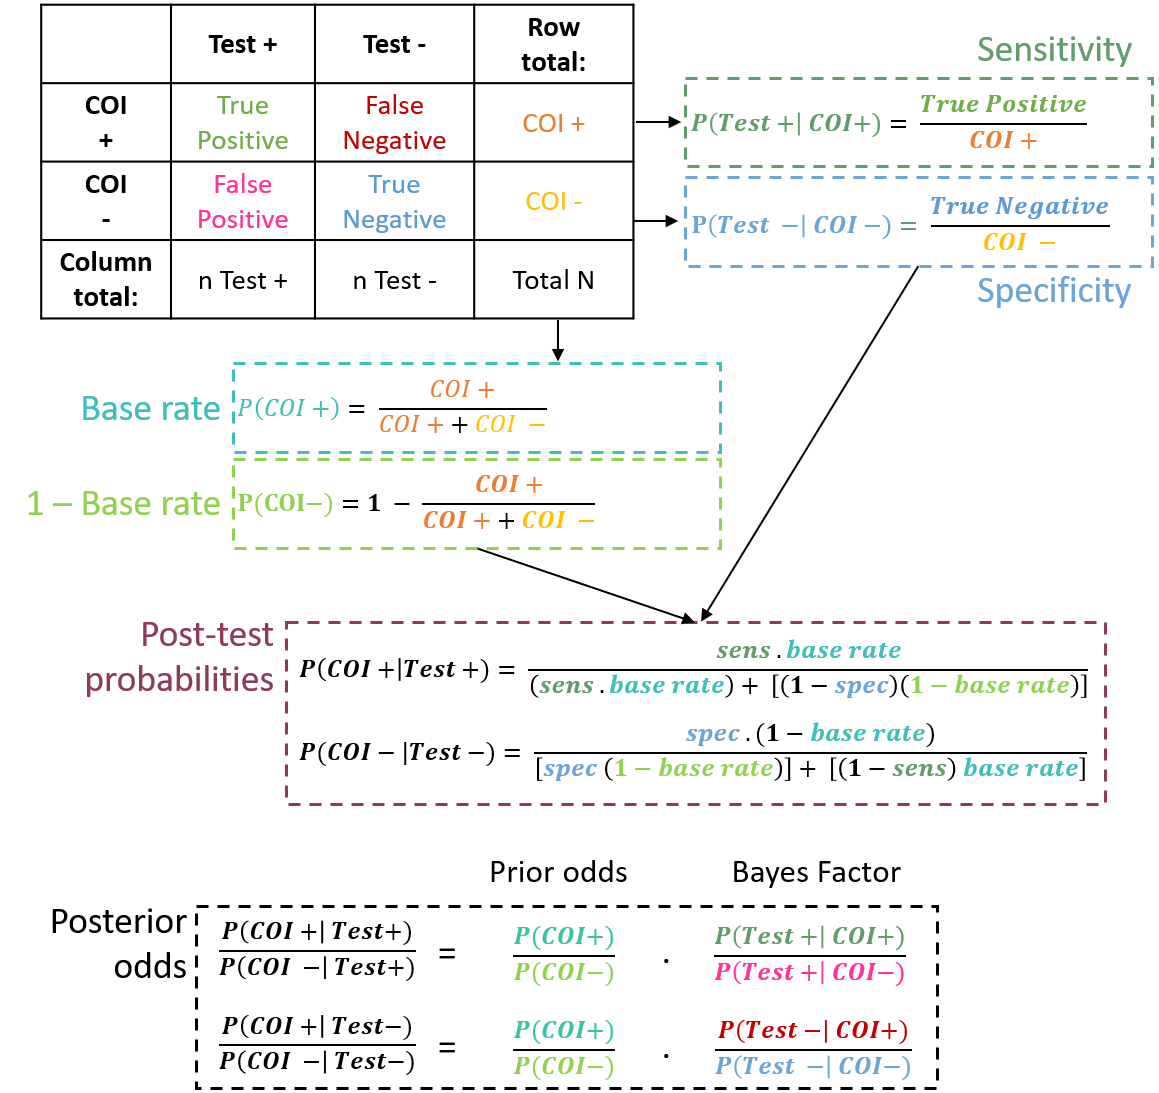 Test +
Test -
Row
total:
COI
+
True
Positive
False
Negative
COI +
COI
-
False
Positive
True
Negative
COI -
Column
total:
n Test +
n Test -
Total N
Sensitivity
P(Test +| COI+) = True Positive / COI +
P(Test −| COI −) = True Negative / COI −
Specificity
Base rate
P(COI +) = COI + / COI + + COI −
1 – Base rate
P(COI−) = 1 − COI + / COI + + COI −
Post-test
probabilities
P(COI +|Test +) = sens . base rate / (sens . base rate) + [(1 − spec)(1 − base rate)]
P(COI − |Test −) = spec . (1 − base rate) / [spec (1 − base rate)] + [(1 − sens) base rate]
Prior odds
Bayes Factor
Posterior
odds
P(COI +| Test+) / P(COI −| Test+) = P(COI+) / P(COI−) . P(Test +| COI+) / P(Test +| COI−)
P(COI +| Test−) / P(COI −| Test−) = P(COI+) / P(COI−) . P(Test −| COI+) / P(Test −| COI−)